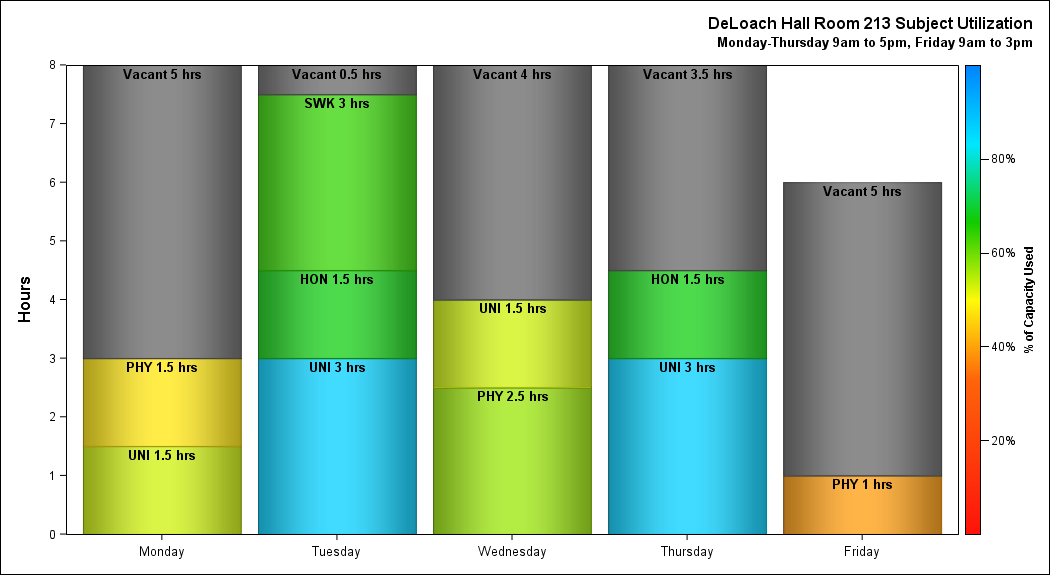 DeLoach Hall Room 213 Subject Utilization
Monday-Thursday 9am to 5pm, Friday 9am to 3pm
Hours
8
7
6
5
4
3
2
1
0
Vacant 5 hrs
PHY 1.5 hrs
UNI 1.5 hrs
Vacant 0.5 hrs
SWK 3 hrs
HON 1.5 hrs
UNI 3 hrs
Vacant 4 hrs
UNI 1.5 hrs
PHY 2.5 hrs
Vacant 3.5 hrs
HON 1.5 hrs
UNI 3 hrs
Vacant 5 hrs
PHY 1 hrs
Monday
Tuesday
Wednesday
Thursday
Friday
80%
60%
40%
20%
% of Capacity Used